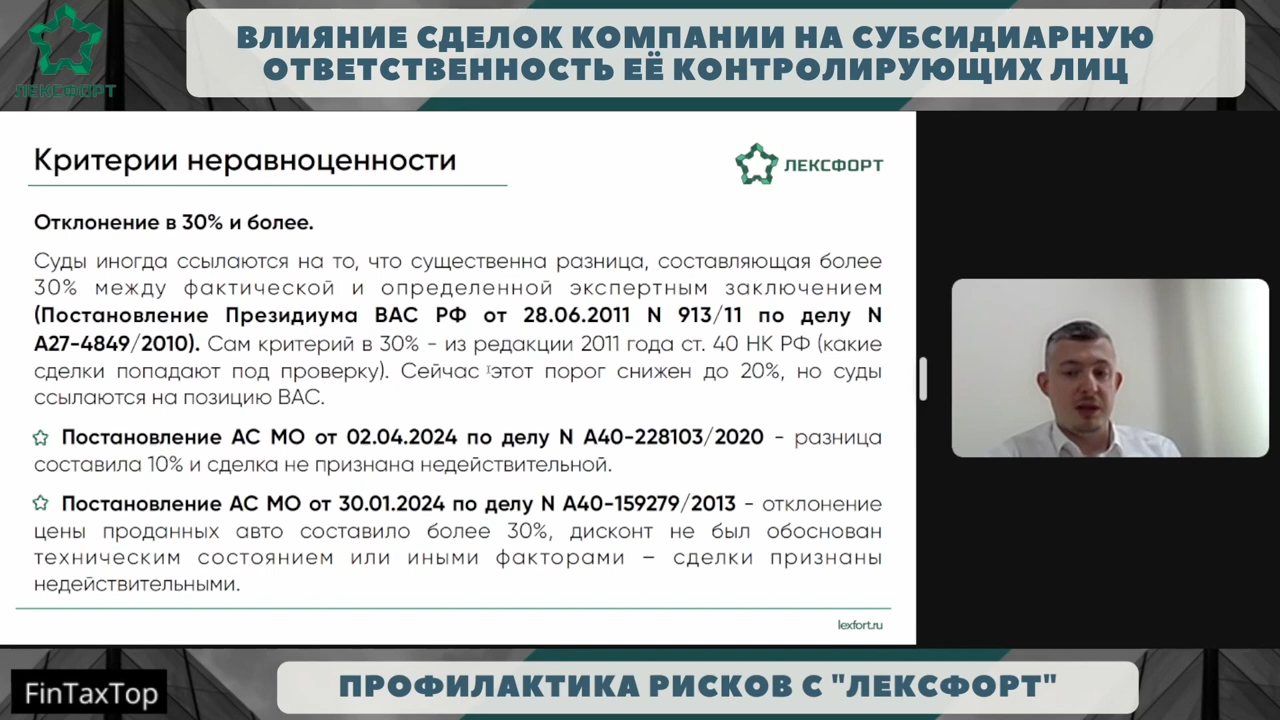 ВЛИЯНИЕ СДЕЛОК КОМПАНИИ НА СУБСИДИАРНУЮ
ОТВЕТСТВЕННОСТЬ ЕЁ КОНТРОЛИРУЮЩИХ ЛИЦ
ЛЕКСФОРТ
Критерии неравноценности
ЛЕКСФОРТ
Отклонение в 30% и более.
Суды иногда ссылаются на то, что существенна разница, составляющая более
30% между фактической и определенной экспертным заключением
(Постановление Президиума ВАС РФ от 28.06.2011 N 913/11 по делу N
А27-4849/2010). Сам критерий в 30% - из редакции 2011 года ст. 40 НК РФ (какие
сделки попадают под проверку). Сейчас этот порог снижен до 20%, но суды
ссылаются на позицию ВАС.
Постановление АС МО от 02.04.2024 по делу N А40-228103/2020 - разница
составила 10% и сделка не признана недействительной.
Постановление АС МО от 30.01.2024 по делу N А40-159279/2013 - отклонение
цены проданных авто составило более 30%, дисконт не был обоснован
техническим состоянием или иными факторами – сделки признаны
недействительными.
lexfort.ru
FinTaxTop
ПРОФИЛАКТИКА РИСКОВ С "ЛЕКСФОРТ"